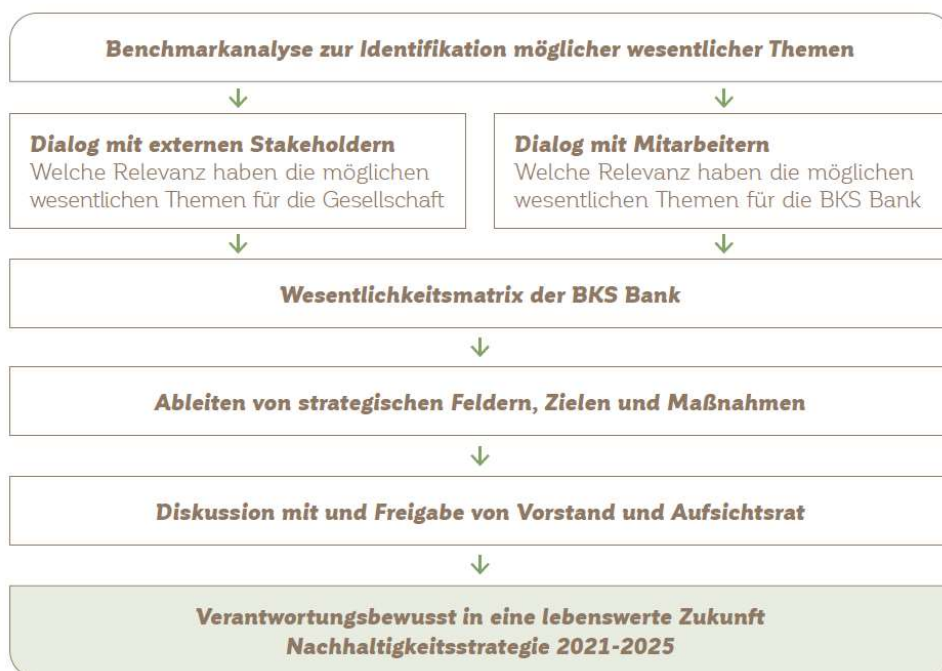 Benchmarkanalyse zur Identifikation möglicher wesentlicher Themen
Dialog mit externen Stakeholdern
Welche Relevanz haben die möglichen
wesentlichen Themen für die Gesellschaft
Dialog mit Mitarbeitern
Welche Relevanz haben die möglichen
wesentlichen Themen für die BKS Bank
Wesentlichkeitsmatrix der BKS Bank
Ableiten von strategischen Feldern, Zielen und Maßnahmen
Diskussion mit und Freigabe von Vorstand und Aufsichtsrat
Verantwortungsbewusst in eine lebenswerte Zukunft
Nachhaltigkeitsstrategie 2021-2025